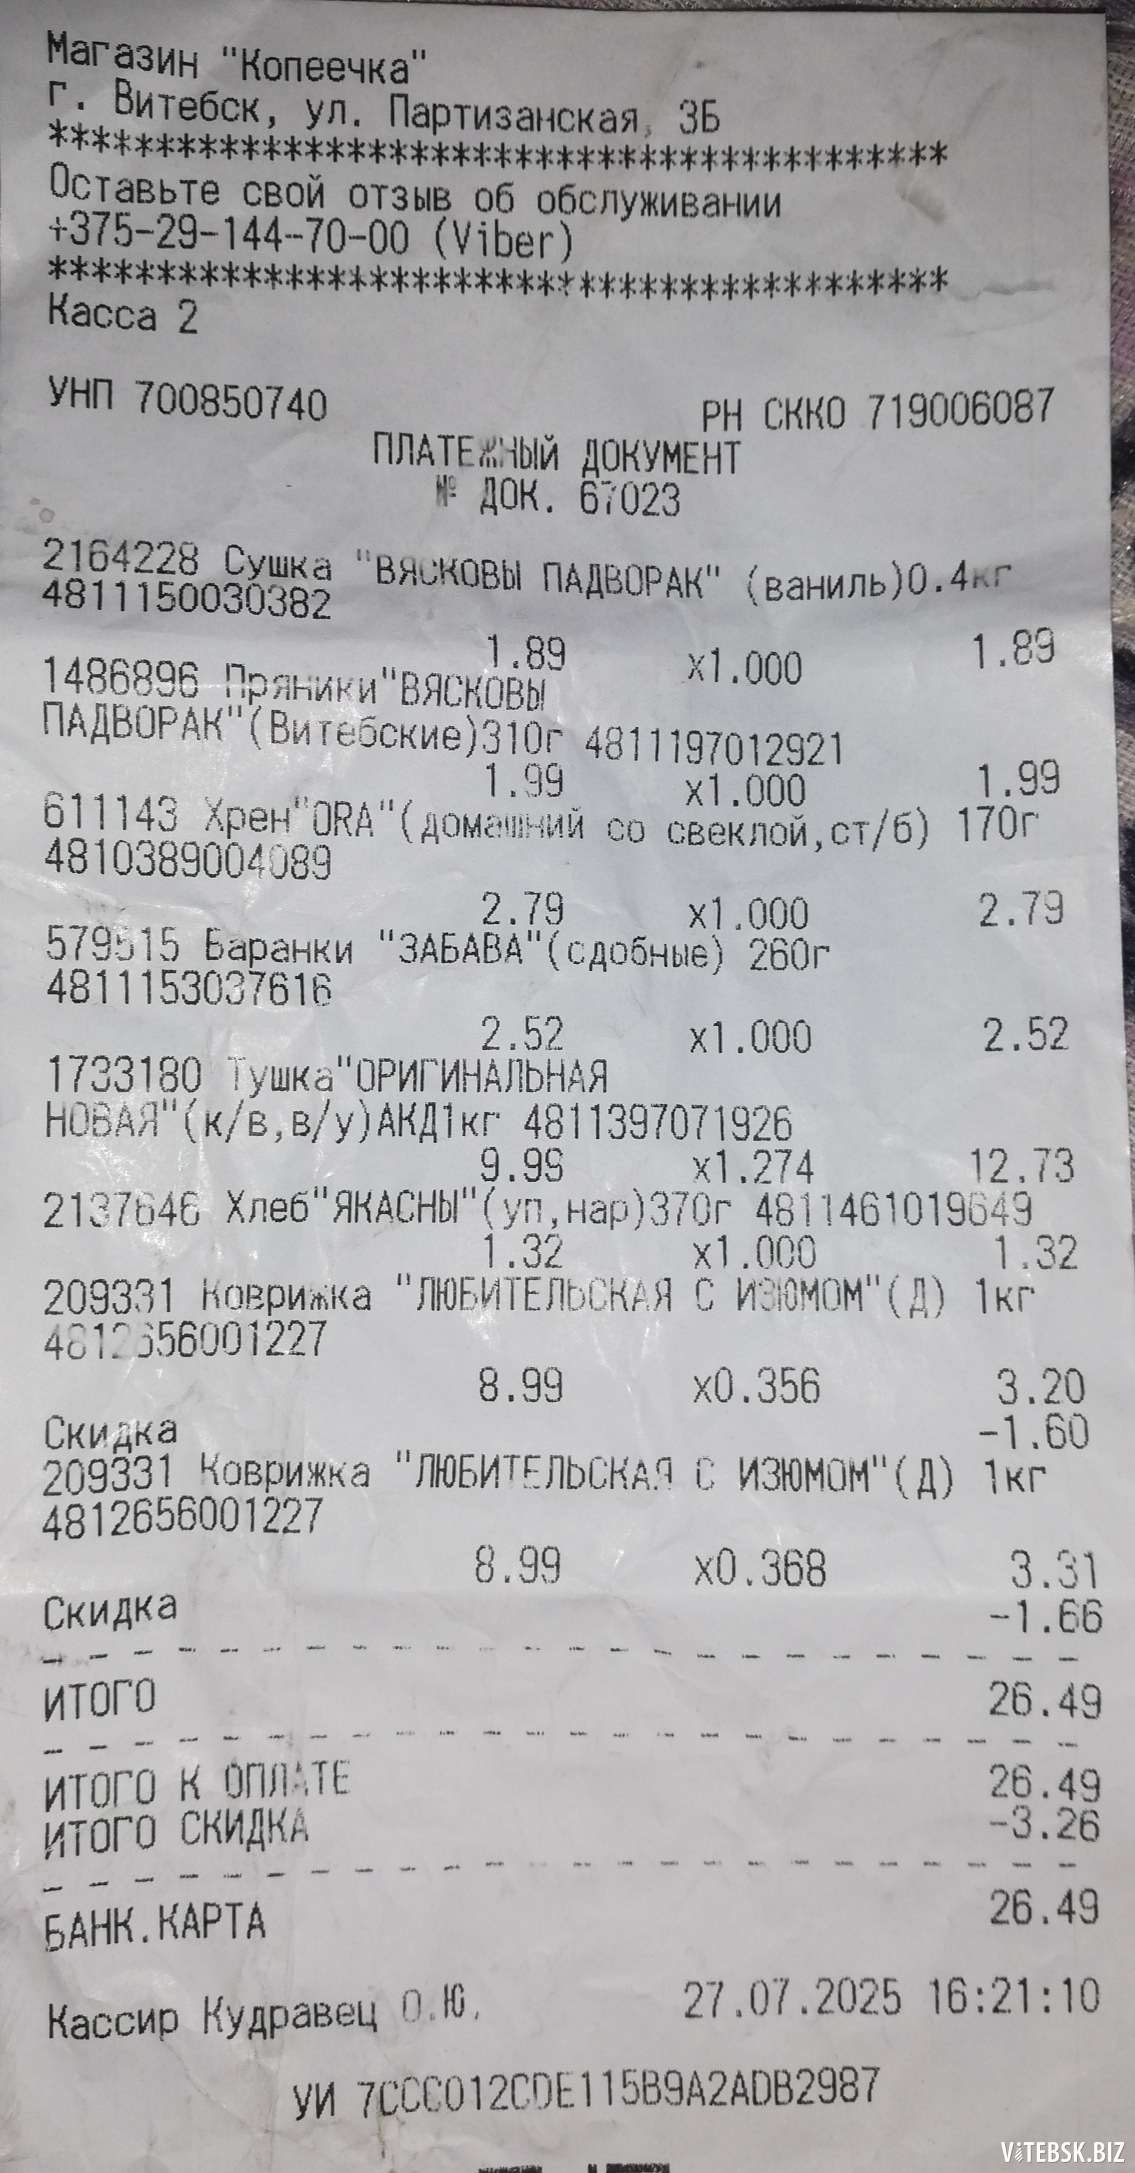 Магазин "Копеечка"
г. Витебск, ул. Партизанская, 3Б
******************************************
Оставьте свой отзыв об обслуживании
+375-29-144-70-00 (Viber)
******************************************
Касса 2
УНП 700850740 РН СККО 719006087
ПЛАТЕЖНЫЙ ДОКУМЕНТ
№ ДОК. 67023
2164228 Сушка "ВЯСКОВЫ ПАДВОРАК" (ваниль)0.4кг
4811150030382
1.89 x1.000 1.89
1486896 Пряники"ВЯСКОВЫ
ПАДВОРАК"(Витебские)310г 4811197012921
1.99 x1.000 1.99
611143 Хрен"ORA"(домашний со свеклой,ст/б) 170г
4810389004089
2.79 x1.000 2.79
579515 Баранки "ЗАБАВА"(сдобные) 260г
4811153037616
2.52 x1.000 2.52
1733180 Тушка"ОРИГИНАЛЬНАЯ
НОВАЯ"(к/в,в/у)АКД1кг 4811397071926
9.99 x1.274 12.73
2137646 Хлеб"ЯКАСНЫ"(уп,нар)370г 4811461019649
1.32 x1.000 1.32
209331 Коврижка "ЛЮБИТЕЛЬСКАЯ С ИЗЮМОМ"(Д) 1кг
4812656001227
8.99 x0.356 3.20
Скидка -1.60
209331 Коврижка "ЛЮБИТЕЛЬСКАЯ С ИЗЮМОМ"(Д) 1кг
4812656001227
8.99 x0.368 3.31
Скидка -1.66
ИТОГО 26.49
ИТОГО К ОПЛАТЕ 26.49
ИТОГО СКИДКА -3.26
БАНК.КАРТА 26.49
Кассир Кудравец О.Ю. 27.07.2025 16:21:10
УИ 7CCC012CDE115B9A2ADB2987
VITEBSK.BIZ